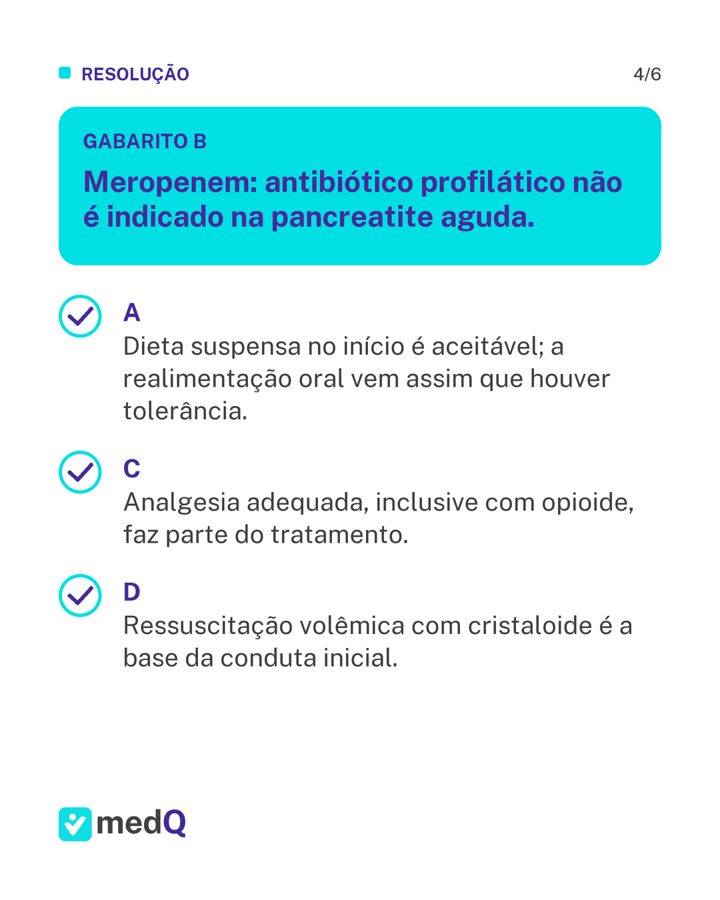 RESOLUÇÃO
4/6
GABARITO B
Meropenem: antibiótico profilático não
é indicado na pancreatite aguda.
A
Dieta suspensa no início é aceitável; a
realimentação oral vem assim que houver
tolerância.
C
Analgesia adequada, inclusive com opioide,
faz parte do tratamento.
D
Ressuscitação volêmica com cristaloide é a
base da conduta inicial.
medQ